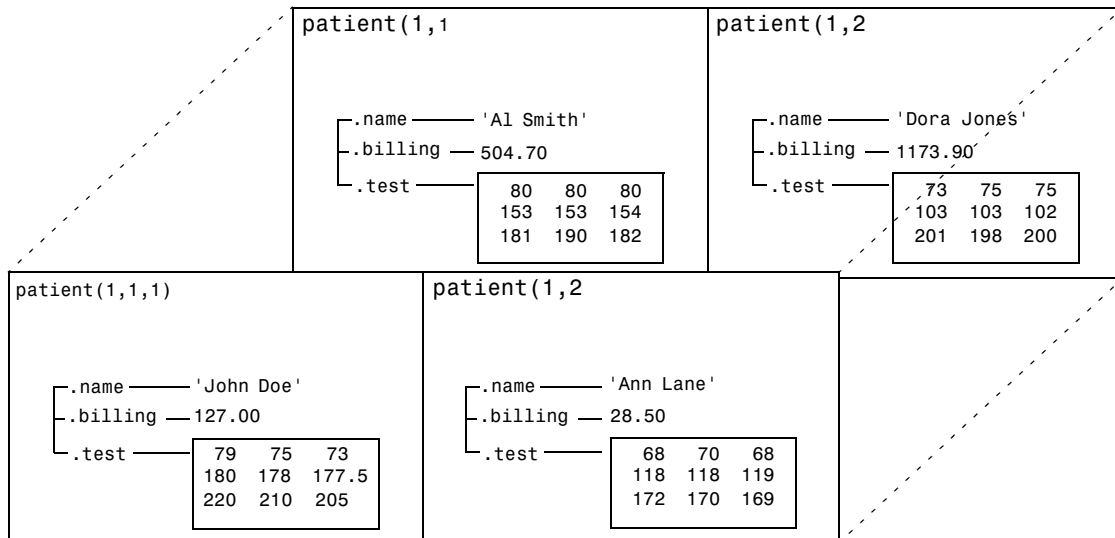 patient(1,1
patient(1,2
.name 'Al Smith'
.billing 504.70
.test
80 80 80
153 153 154
181 190 182
.name 'Dora Jones'
.billing 1173.90
.test
73 75 75
103 103 102
201 198 200
patient(1,1,1)
patient(1,2
.name 'John Doe'
.billing 127.00
.test
79 75 73
180 178 177.5
220 210 205
.name 'Ann Lane'
.billing 28.50
.test
68 70 68
118 118 119
172 170 169